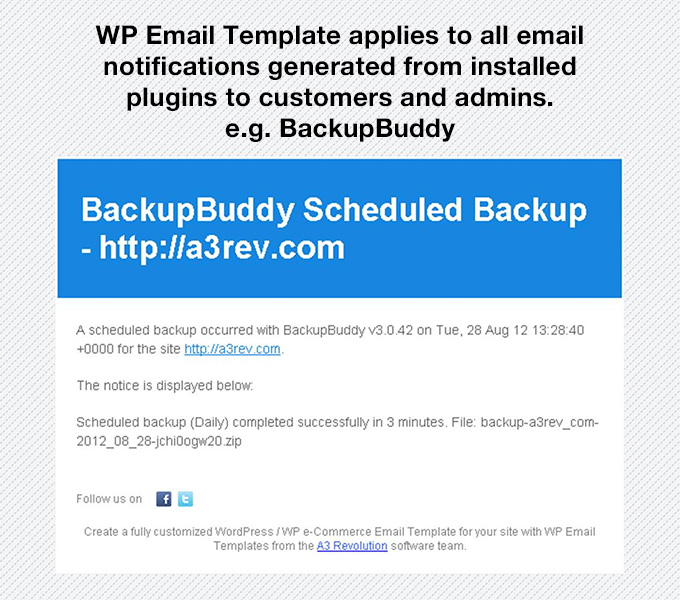 WP Email Template applies to all email
notifications generated from installed
plugins to customers and admins.
e.g. BackupBuddy
BackupBuddy Scheduled Backup
- http://a3rev.com
A scheduled backup occurred with BackupBuddy v3.0.42 on Tue, 28 Aug 12 13:28:40
+0000 for the site http://a3rev.com.
The notice is displayed below:
Scheduled backup (Daily) completed successfully in 3 minutes. File: backup-a3rev_com-
2012_08_28-jchi0ogw20.zip
Follow us on
Create a fully customized WordPress / WP e-Commerce Email Template for your site with WP Email
Templates from the A3 Revolution software team.